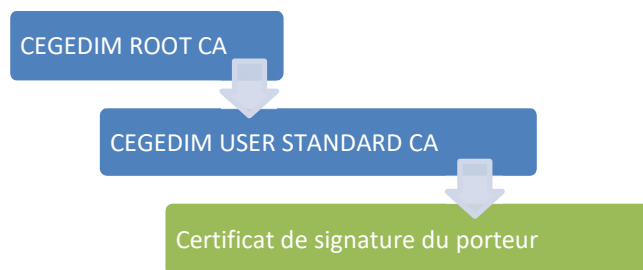 CEGEDIM ROOT CA
CEGEDIM USER STANDARD CA
Certificat de signature du porteur